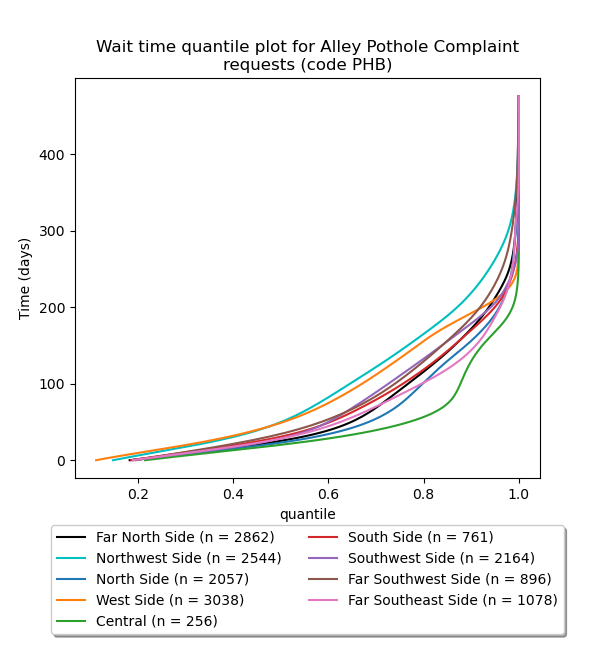 Wait time quantile plot for Alley Pothole Complaint
requests (code PHB)
Time (days)
400
300
200
100
0
0.2 0.4 0.6 0.8 1.0
quantile
Far North Side (n = 2862)
Northwest Side (n = 2544)
North Side (n = 2057)
West Side (n = 3038)
Central (n = 256)
South Side (n = 761)
Southwest Side (n = 2164)
Far Southwest Side (n = 896)
Far Southeast Side (n = 1078)